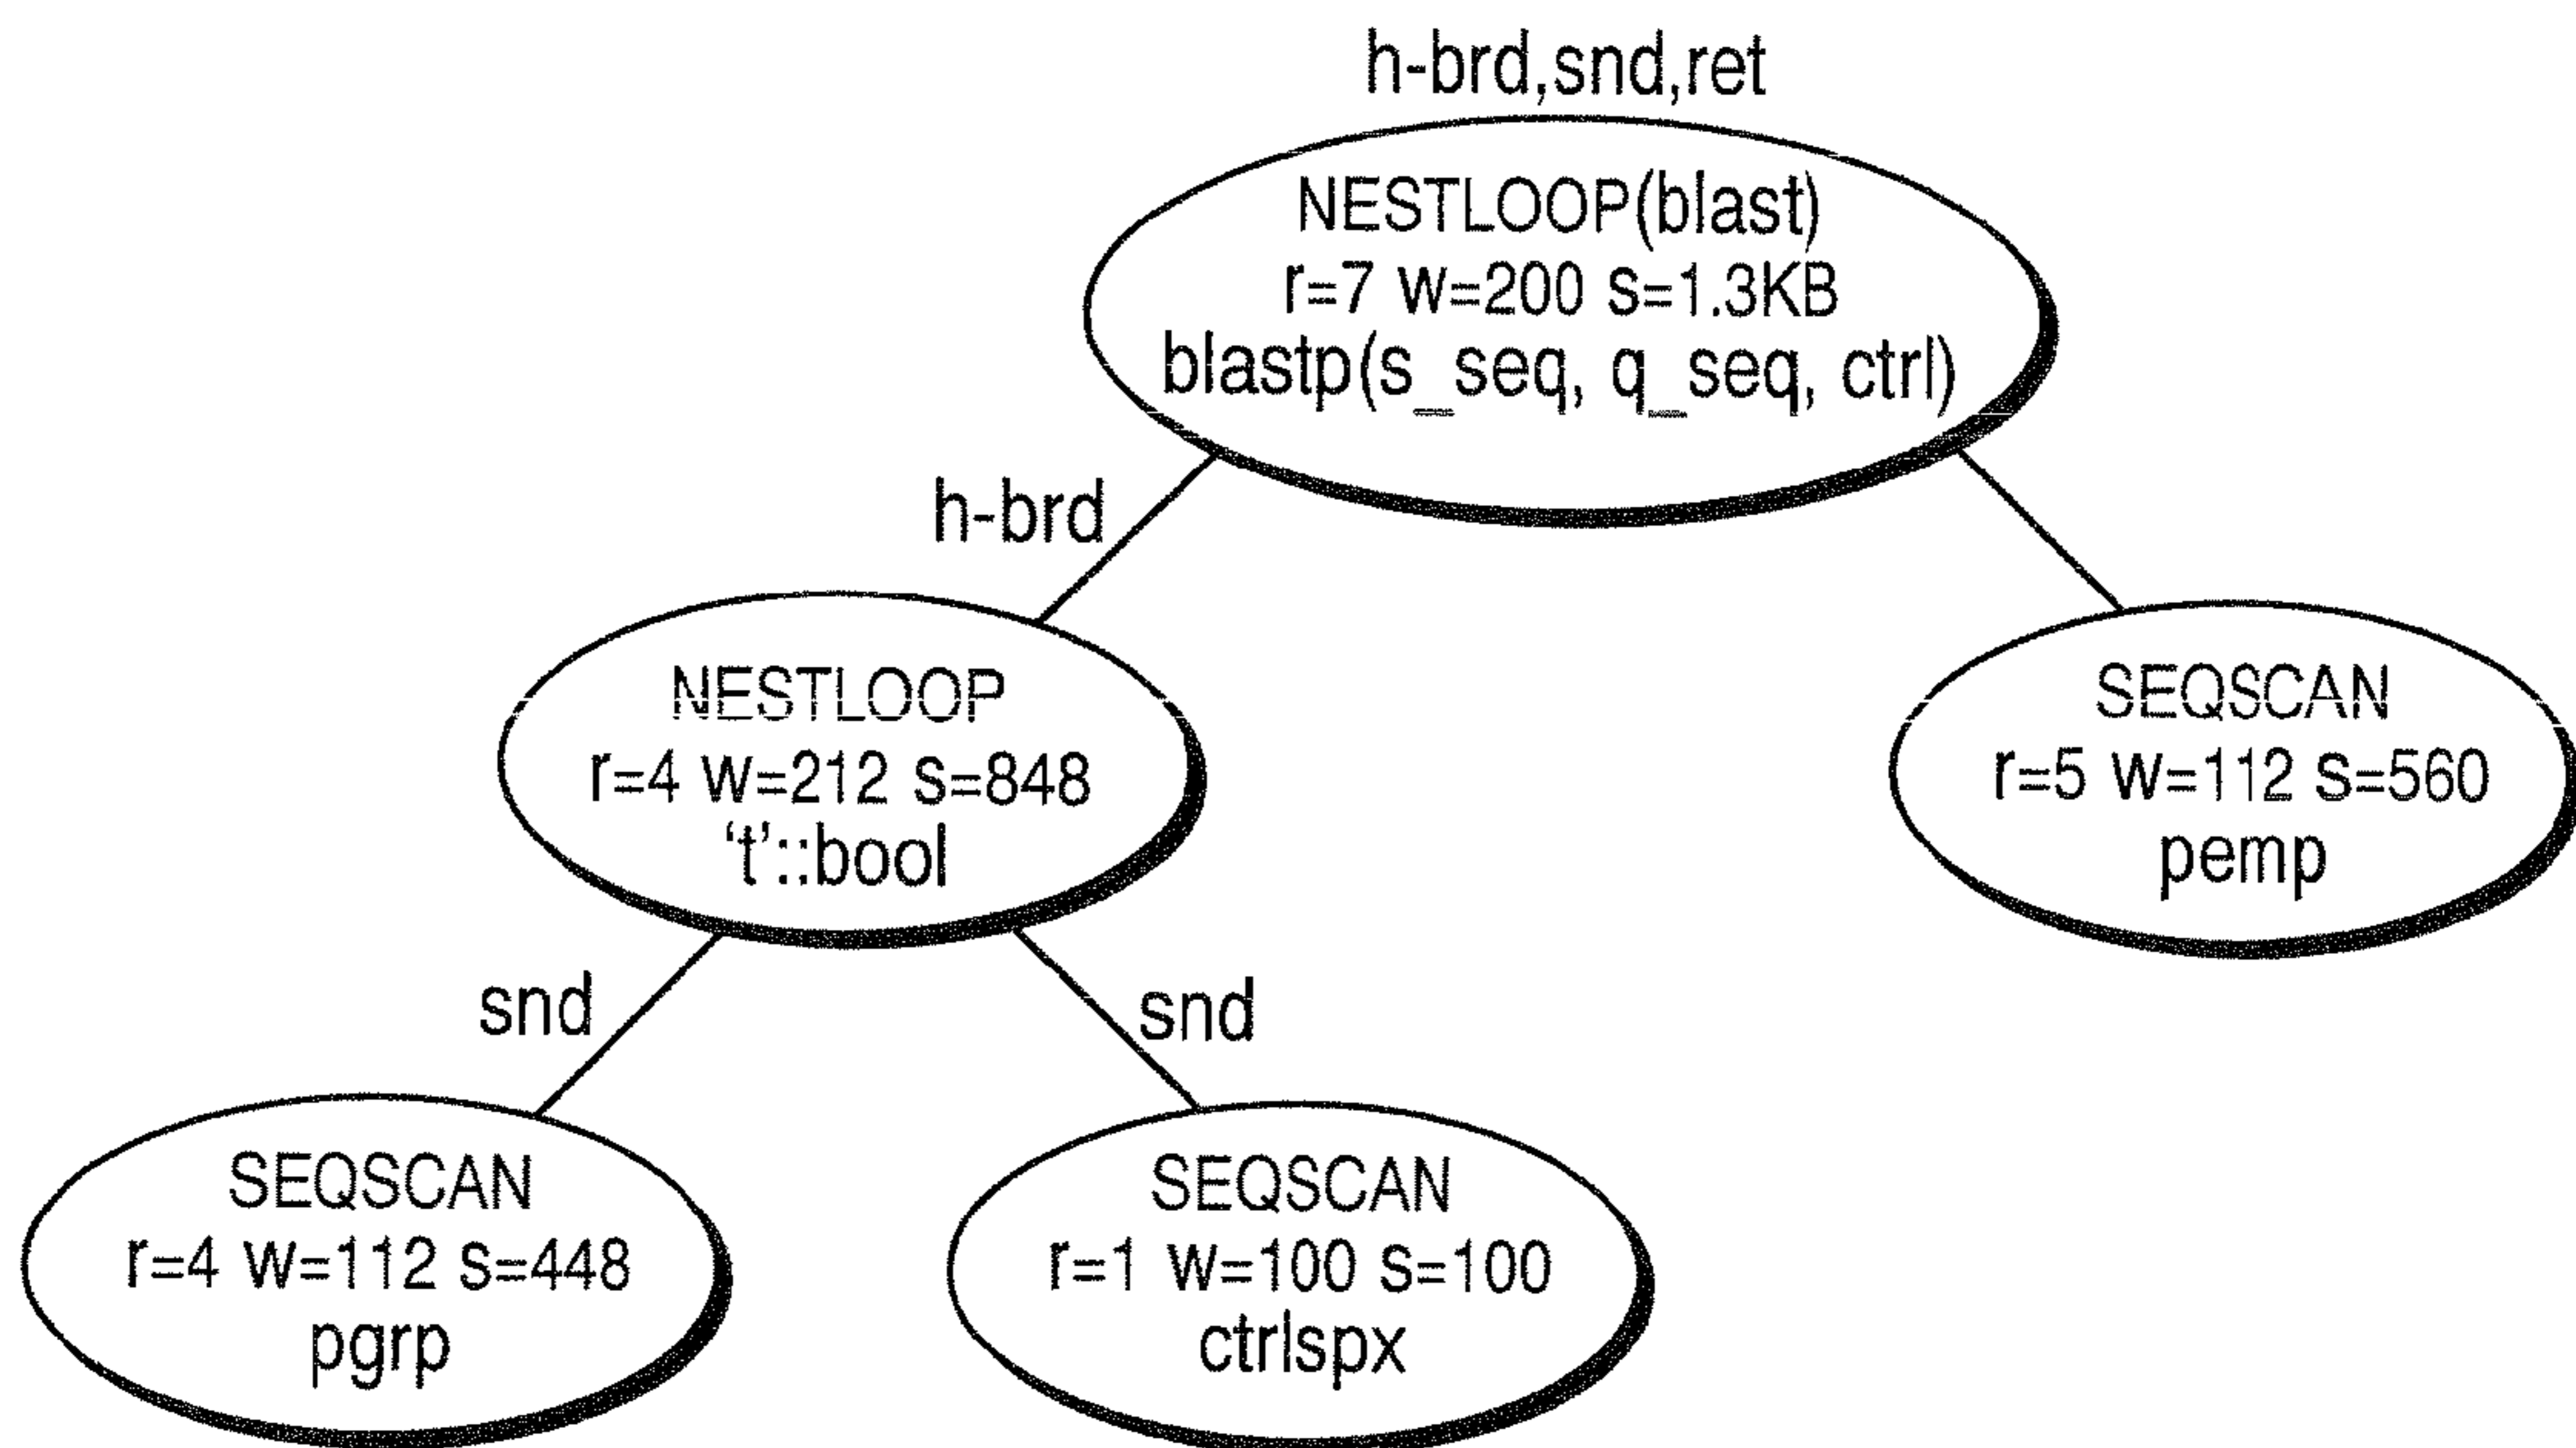 h-brd,snd,ret
NESTLOOP(blast)
r=7 w=200 s=1.3KB
blastp(s_seq, q_seq, ctrl)
h-brd
NESTLOOP
r=4 w=212 s=848
‘t’::bool
SEQSCAN
r=5 w=112 s=560
pemp
snd
snd
SEQSCAN
r=4 w=112 s=448
pgrp
SEQSCAN
r=1 w=100 s=100
ctrlspx